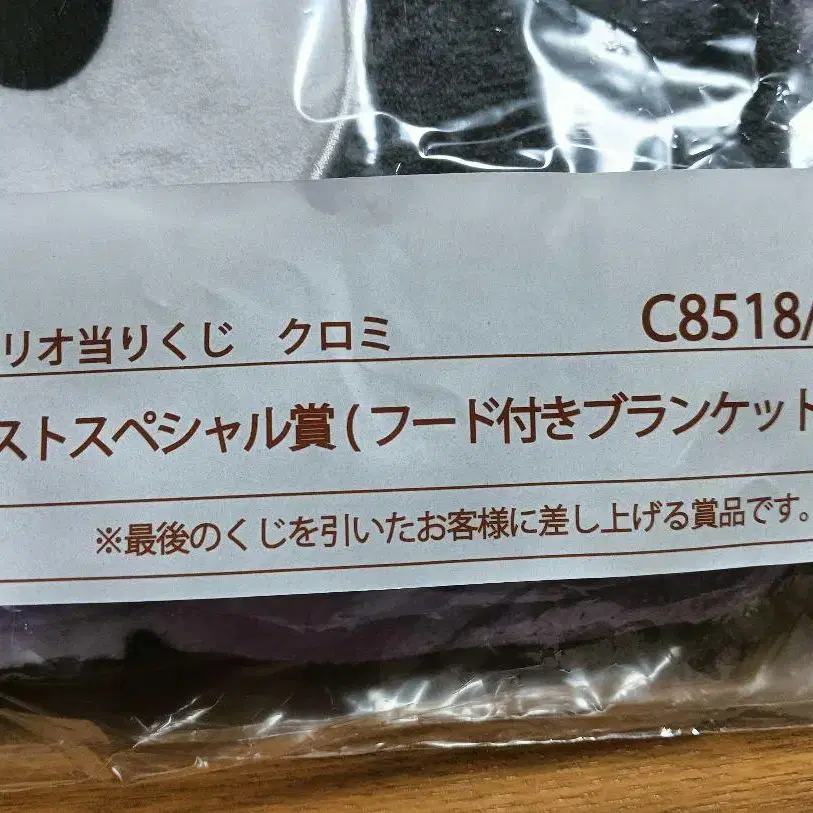 リオ当りくじ　クロミ
C8518/
ストスペシャル賞(フード付きブランケット
※最後のくじを引いたお客様に差し上げる賞品です。